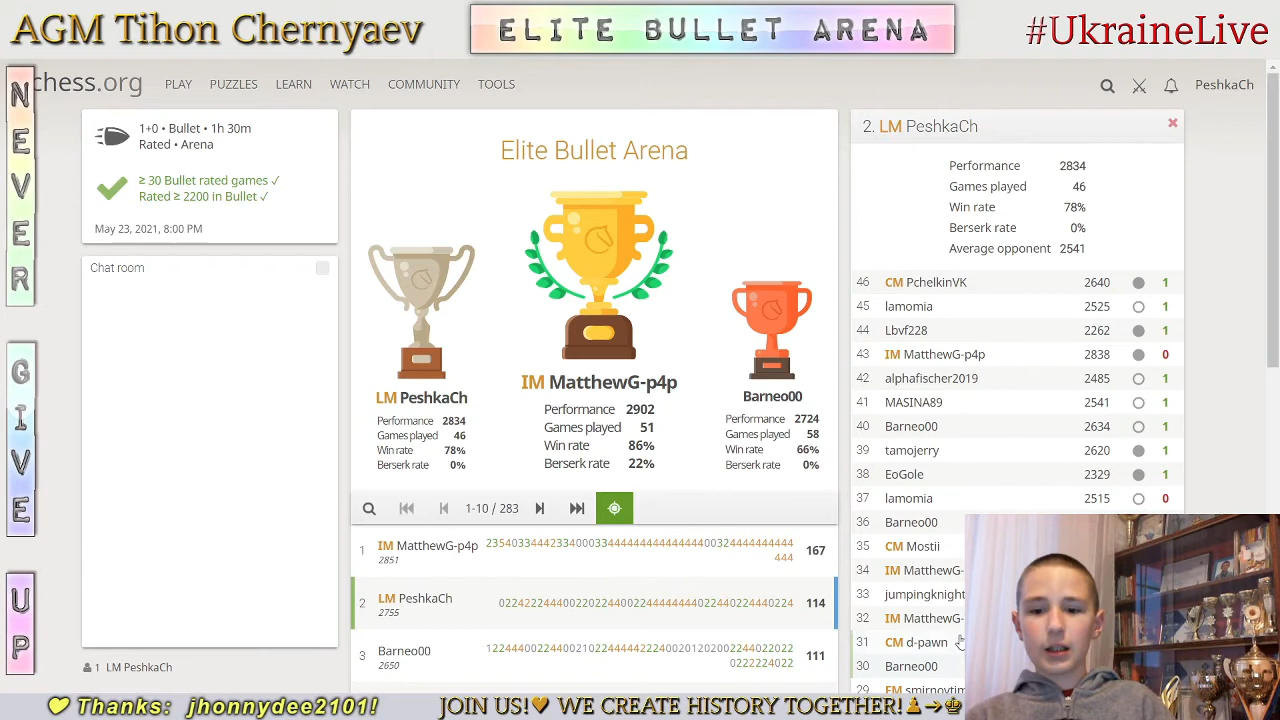 AGM Tihon Chernyaev
ELITE BULLET ARENA
#UkraineLive
NEVER
GIVE
UP
chess.org
PLAY PUZZLES LEARN WATCH COMMUNITY TOOLS
PeshkaCh
1+0 • Bullet • 1h 30m
Rated • Arena
≥ 30 Bullet rated games ✓
Rated ≥ 2200 in Bullet ✓
May 23, 2021, 8:00 PM
Chat room
1 LM PeshkaCh
Elite Bullet Arena
LM PeshkaCh
Performance 2834
Games played 46
Win rate 78%
Berserk rate 0%
IM MatthewG-p4p
Performance 2902
Games played 51
Win rate 86%
Berserk rate 22%
Barneo00
Performance 2724
Games played 58
Win rate 66%
Berserk rate 0%
1-10 / 283
1 IM MatthewG-p4p 167
2851
444
2 LM PeshkaCh 114
2755
3 Barneo00 111
2650
2. LM PeshkaCh
Performance 2834
Games played 46
Win rate 78%
Berserk rate 0%
Average opponent 2541
46 CM PchelkinVK 2640 1
45 lamomia 2525 1
44 Lbvf228 2262 1
43 IM MatthewG-p4p 2838 0
42 alphafischer2019 2485 1
41 MASINA89 2541 1
40 Barneo00 2634 1
39 tamojerry 2620 1
38 EoGole 2329 1
37 lamomia 2515 0
36 Barneo00
35 CM Mostii
34 IM MatthewG-
33 jumpingknight
32 IM MatthewG-
31 CM d-pawn
30 Barneo00
29 FM smirnovtim
Thanks: jhonnydee2101!
JOIN US! WE CREATE HISTORY TOGETHER!